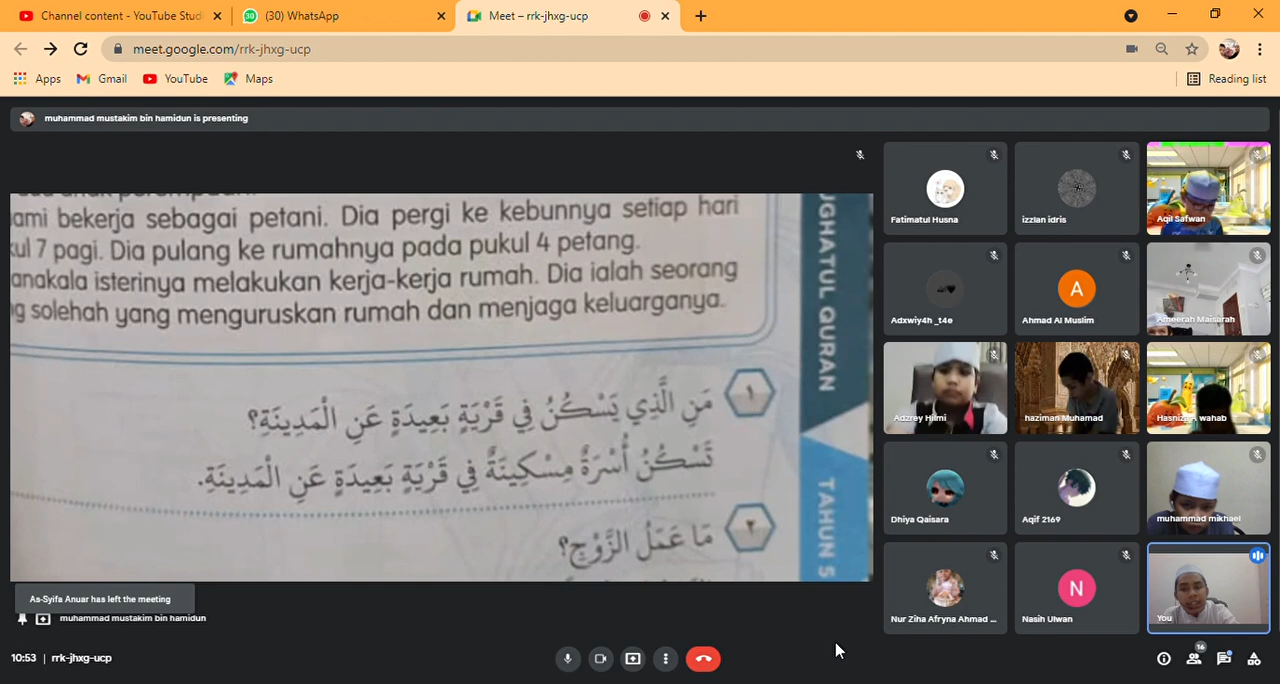 Channel content - YouTube Studi
(30) WhatsApp
Meet – rrk-jhxg-ucp
meet.google.com/rrk-jhxg-ucp
Apps
Gmail
YouTube
Maps
Reading list
muhammad mustakim bin hamidun is presenting
ami bekerja sebagai petani. Dia pergi ke kebunnya setiap hari
kul 7 pagi. Dia pulang ke rumahnya pada pukul 4 petang.
anakala isterinya melakukan kerja-kerja rumah. Dia ialah seorang
g solehah yang menguruskan rumah dan menjaga keluarganya.
١ مَنِ الَّذِي يَسْكُنُ فِي قَرْيَةٍ بَعِيدَةٍ عَنِ الْمَدِينَةِ؟
تَسْكُنُ أُسْرَةٌ مِسْكِينَةٌ فِي قَرْيَةٍ بَعِيدَةٍ عَنِ الْمَدِينَةِ.
٢ مَا عَمَلُ الزَّوْجِ؟
UGHATUL QURAN
TAHUN 5
Fatimatul Husna
izzlan idris
Aqil Safwan
Adxwiy4h _t4e
A
Ahmad Al Muslim
Ameerah Maisarah
Adzrey Hilmi
haziman Muhamad
Hasniza A wahab
Dhiya Qaisara
Aqif 2169
muhammad mikhael
Nur Ziha Afryna Ahmad ...
N
Nasih Ulwan
You
As-Syifa Anuar has left the meeting
muhammad mustakim bin hamidun
10:53 | rrk-jhxg-ucp
16